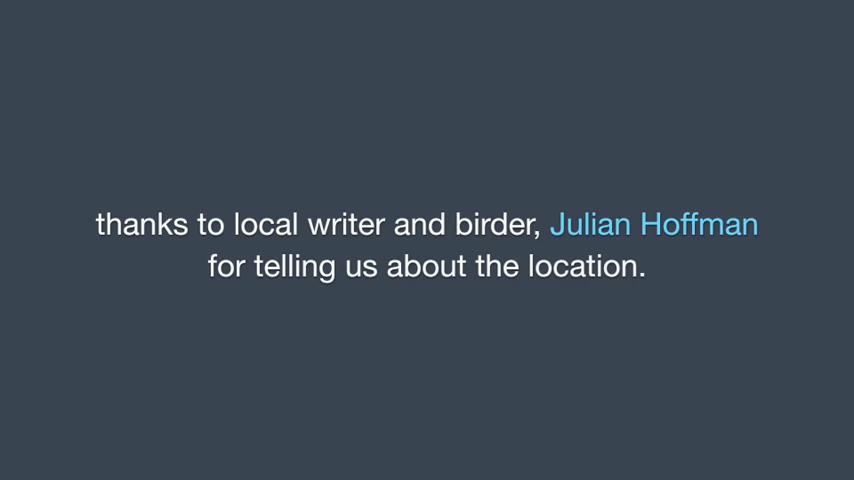 thanks to local writer and birder, Julian Hoffman
for telling us about the location.